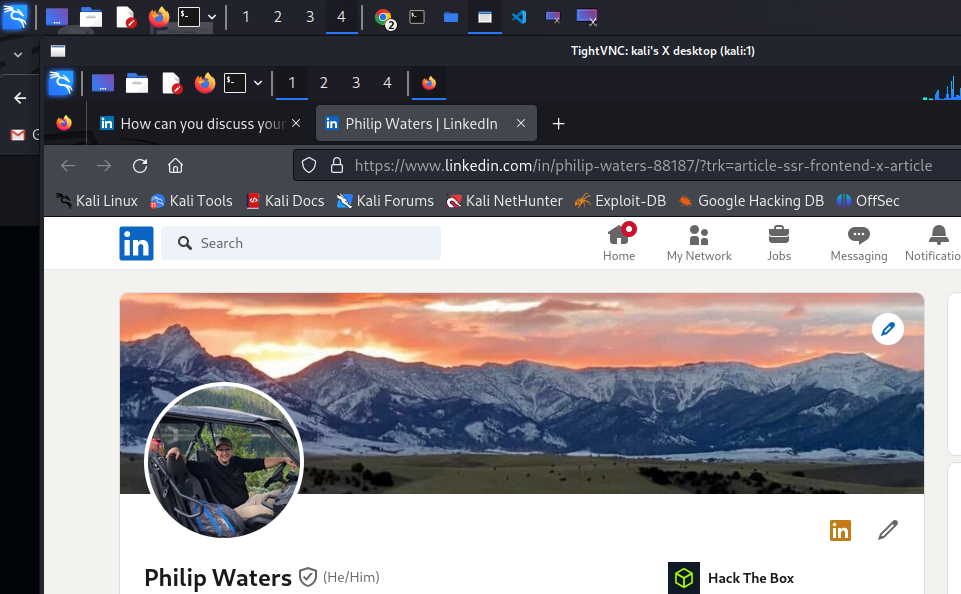 1 2 3 4 2
TightVNC: kali's X desktop (kali:1)
1 2 3 4
G
How can you discuss your
Philip Waters | LinkedIn
https://www.linkedin.com/in/philip-waters-88187/?trk=article-ssr-frontend-x-article
Kali Linux Kali Tools Kali Docs Kali Forums Kali NetHunter Exploit-DB Google Hacking DB OffSec
in Search
Home My Network Jobs Messaging Notificatio
in
Philip Waters (He/Him)
Hack The Box